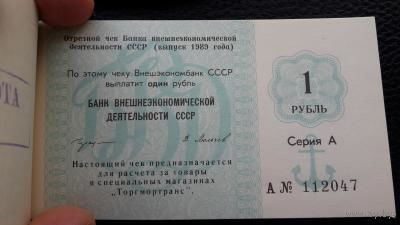 Отрезной чек Банка внешнеэкономической
деятельности СССР (выпуск 1989 года)
По этому чеку Внешэкономбанк СССР
выплатит один рубль
БАНК ВНЕШНЕЭКОНОМИЧЕСКОЙ
ДЕЯТЕЛЬНОСТИ СССР
Настоящий чек предназначается
для расчета за товары
в специальных магазинах
„Торгмортранс".
1
РУБЛЬ
Серия А
А № 112047
ОТА